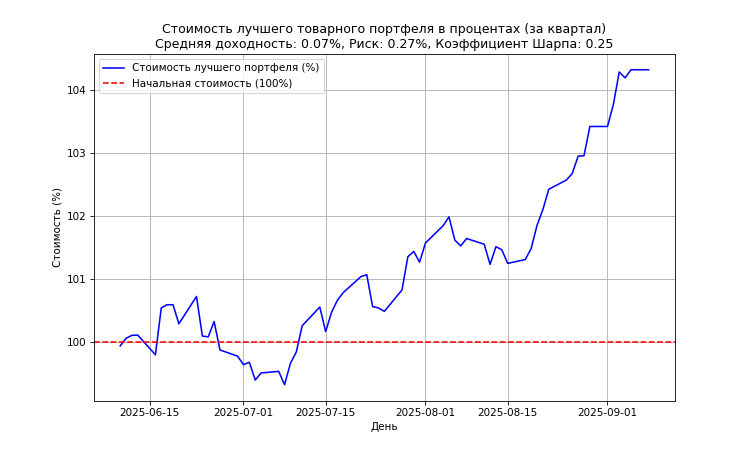 Стоимость лучшего товарного портфеля в процентах (за квартал)
Средняя доходность: 0.07%, Риск: 0.27%, Коэффициент Шарпа: 0.25
Стоимость лучшего портфеля (%)
Начальная стоимость (100%)
Стоимость (%)
104
103
102
101
100
2025-06-15
2025-07-01
2025-07-15
2025-08-01
2025-08-15
2025-09-01
День